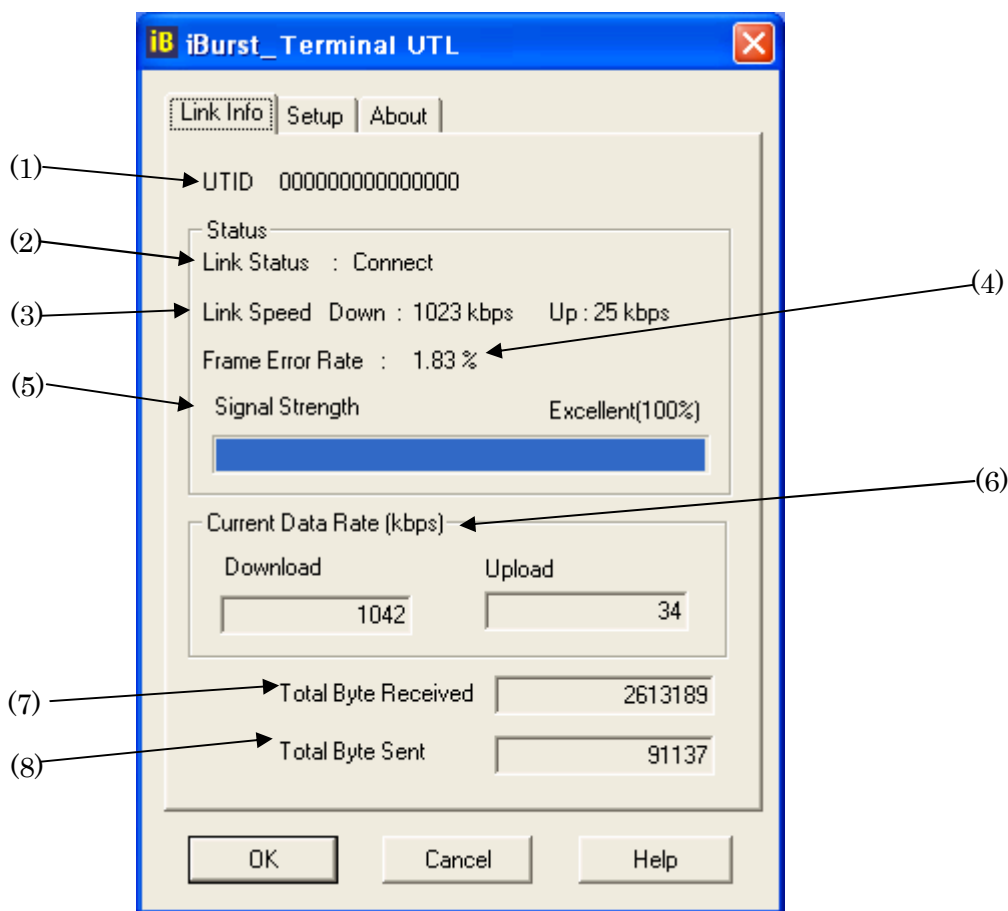 iB iBurst_Terminal UTL
Link Info Setup About
(1) UTID 000000000000000
Status
(2) Link Status : Connect
(3) Link Speed Down : 1023 kbps Up : 25 kbps (4)
Frame Error Rate : 1.83 %
(5) Signal Strength Excellent(100%)
(6)
Current Data Rate (kbps)
Download Upload
1042 34
(7) Total Byte Received 2613189
(8) Total Byte Sent 91137
OK Cancel Help